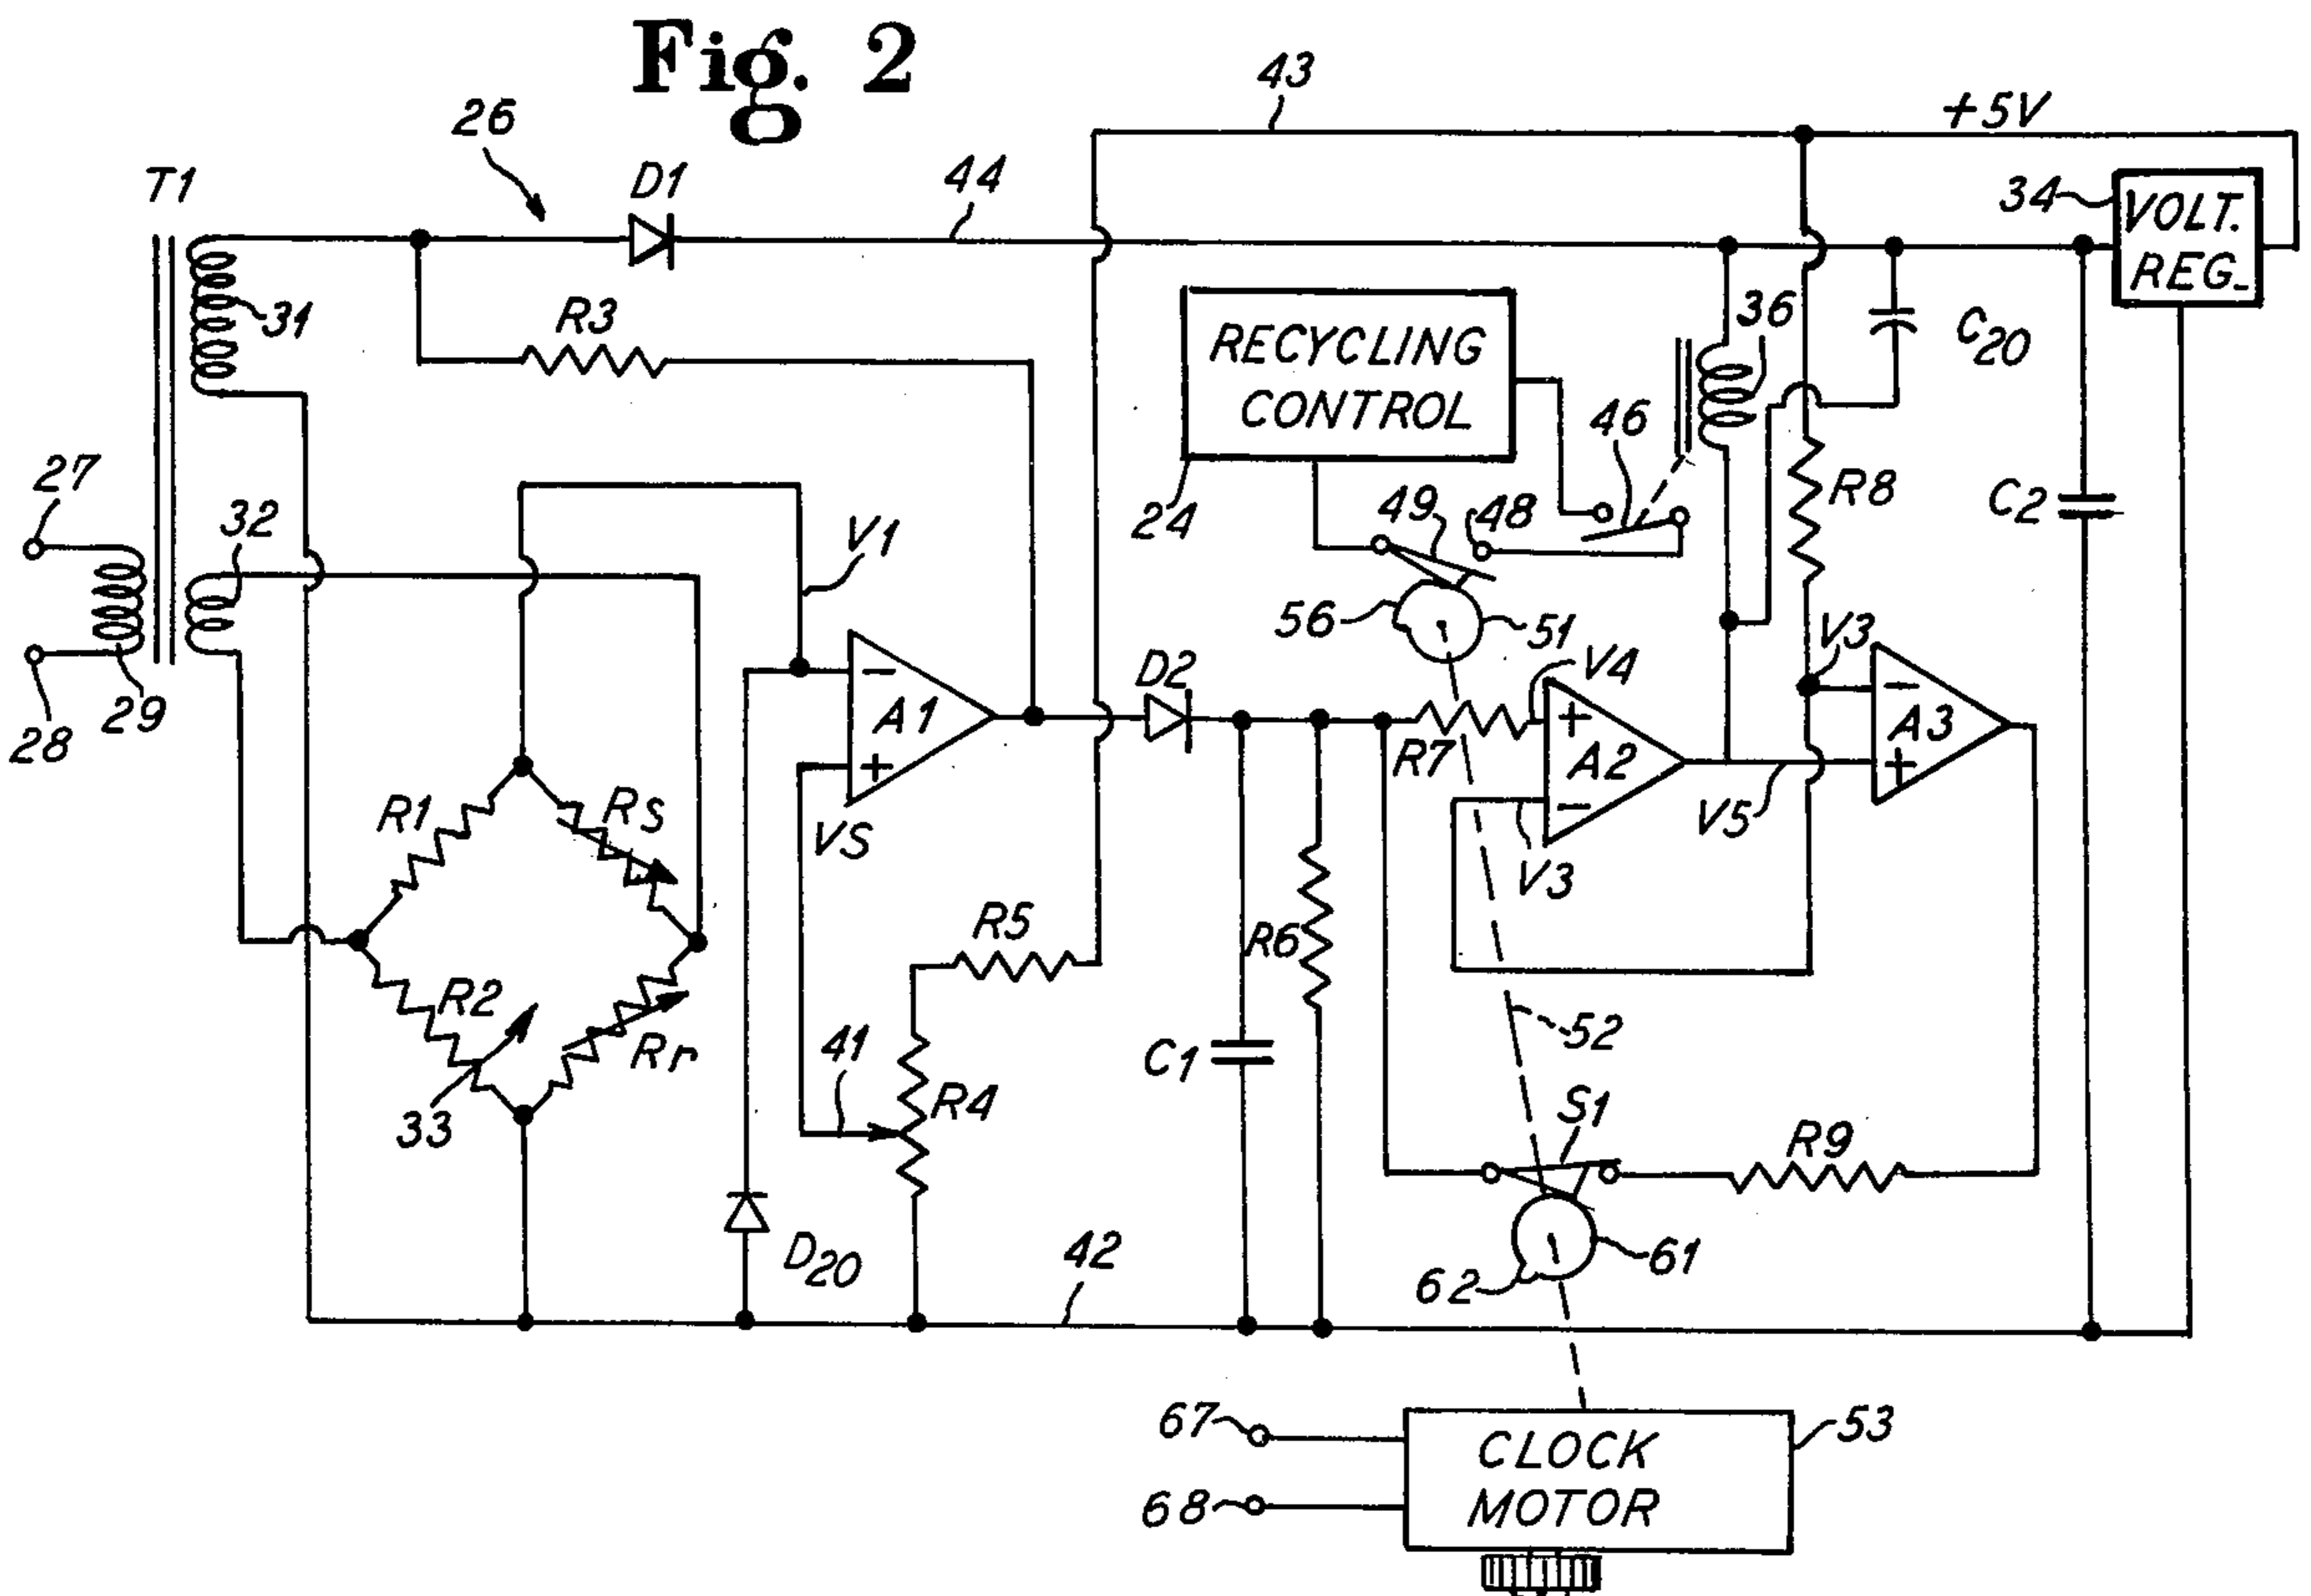 Fig. 2
26
43
+5V
T1
D1
44
34
VOLT.
REG.
31
R3
RECYCLING
CONTROL
36
C20
46
27
32
V1
24
49
48
R8
C2
28
29
56
51
D2
V4
V3
A1
R7
A2
A3
R1
RS
VS
V5
V3
R5
R6
R2
33
Rr
41
R4
C1
52
S1
R9
D20
42
62
61
67
68
CLOCK
MOTOR
53